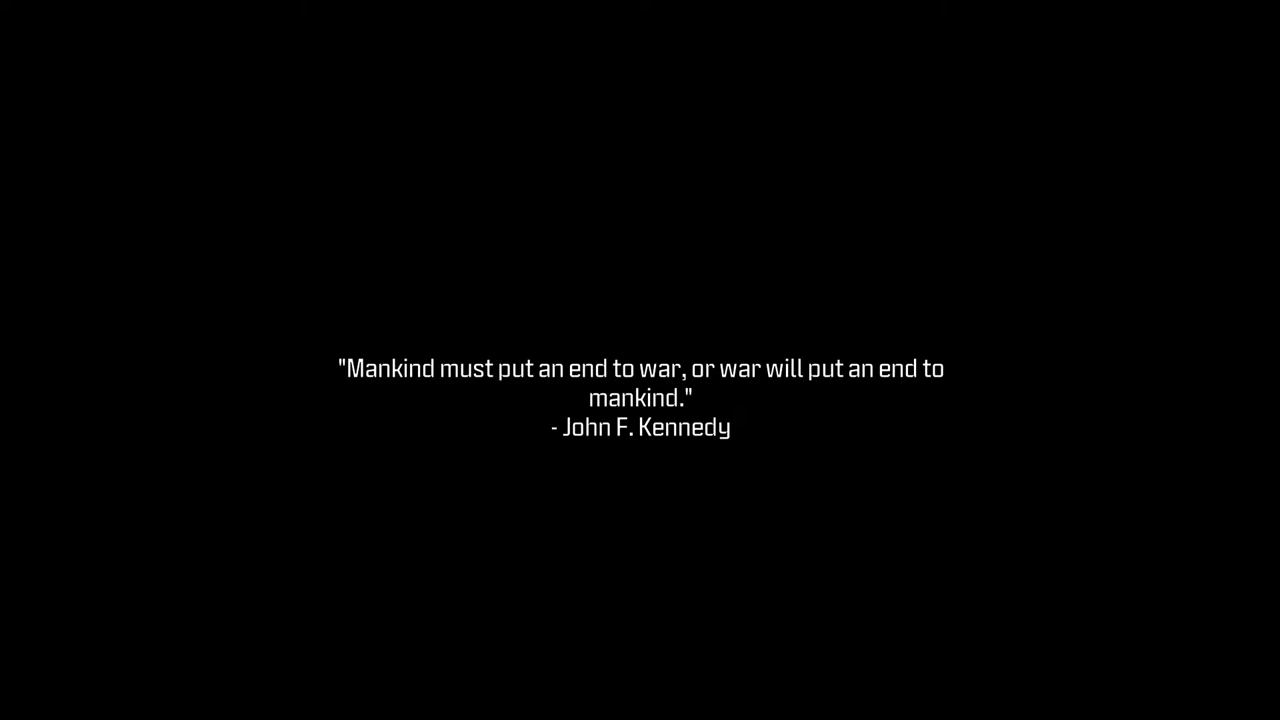 "Mankind must put an end to war, or war will put an end to
mankind."
- John F. Kennedy